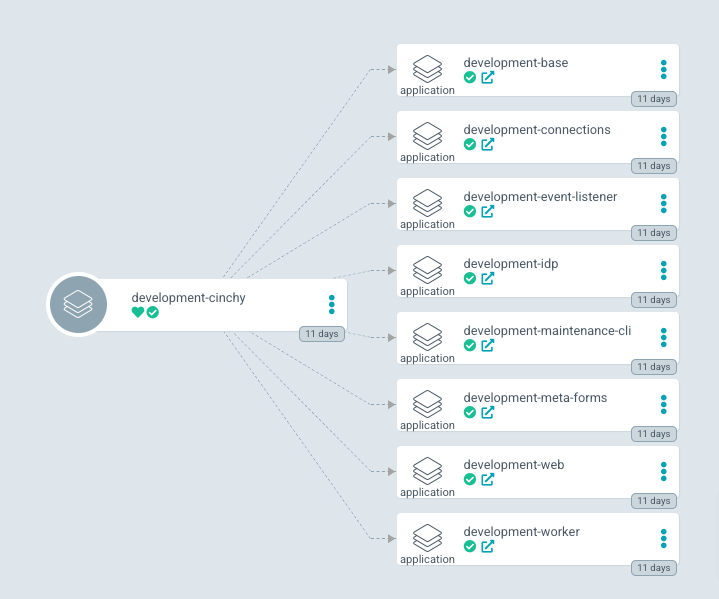 development-cinchy
11 days
development-base
application
11 days
development-connections
application
11 days
development-event-listener
application
11 days
development-idp
application
11 days
development-maintenance-cli
application
11 days
development-meta-forms
application
11 days
development-web
application
11 days
development-worker
application
11 days